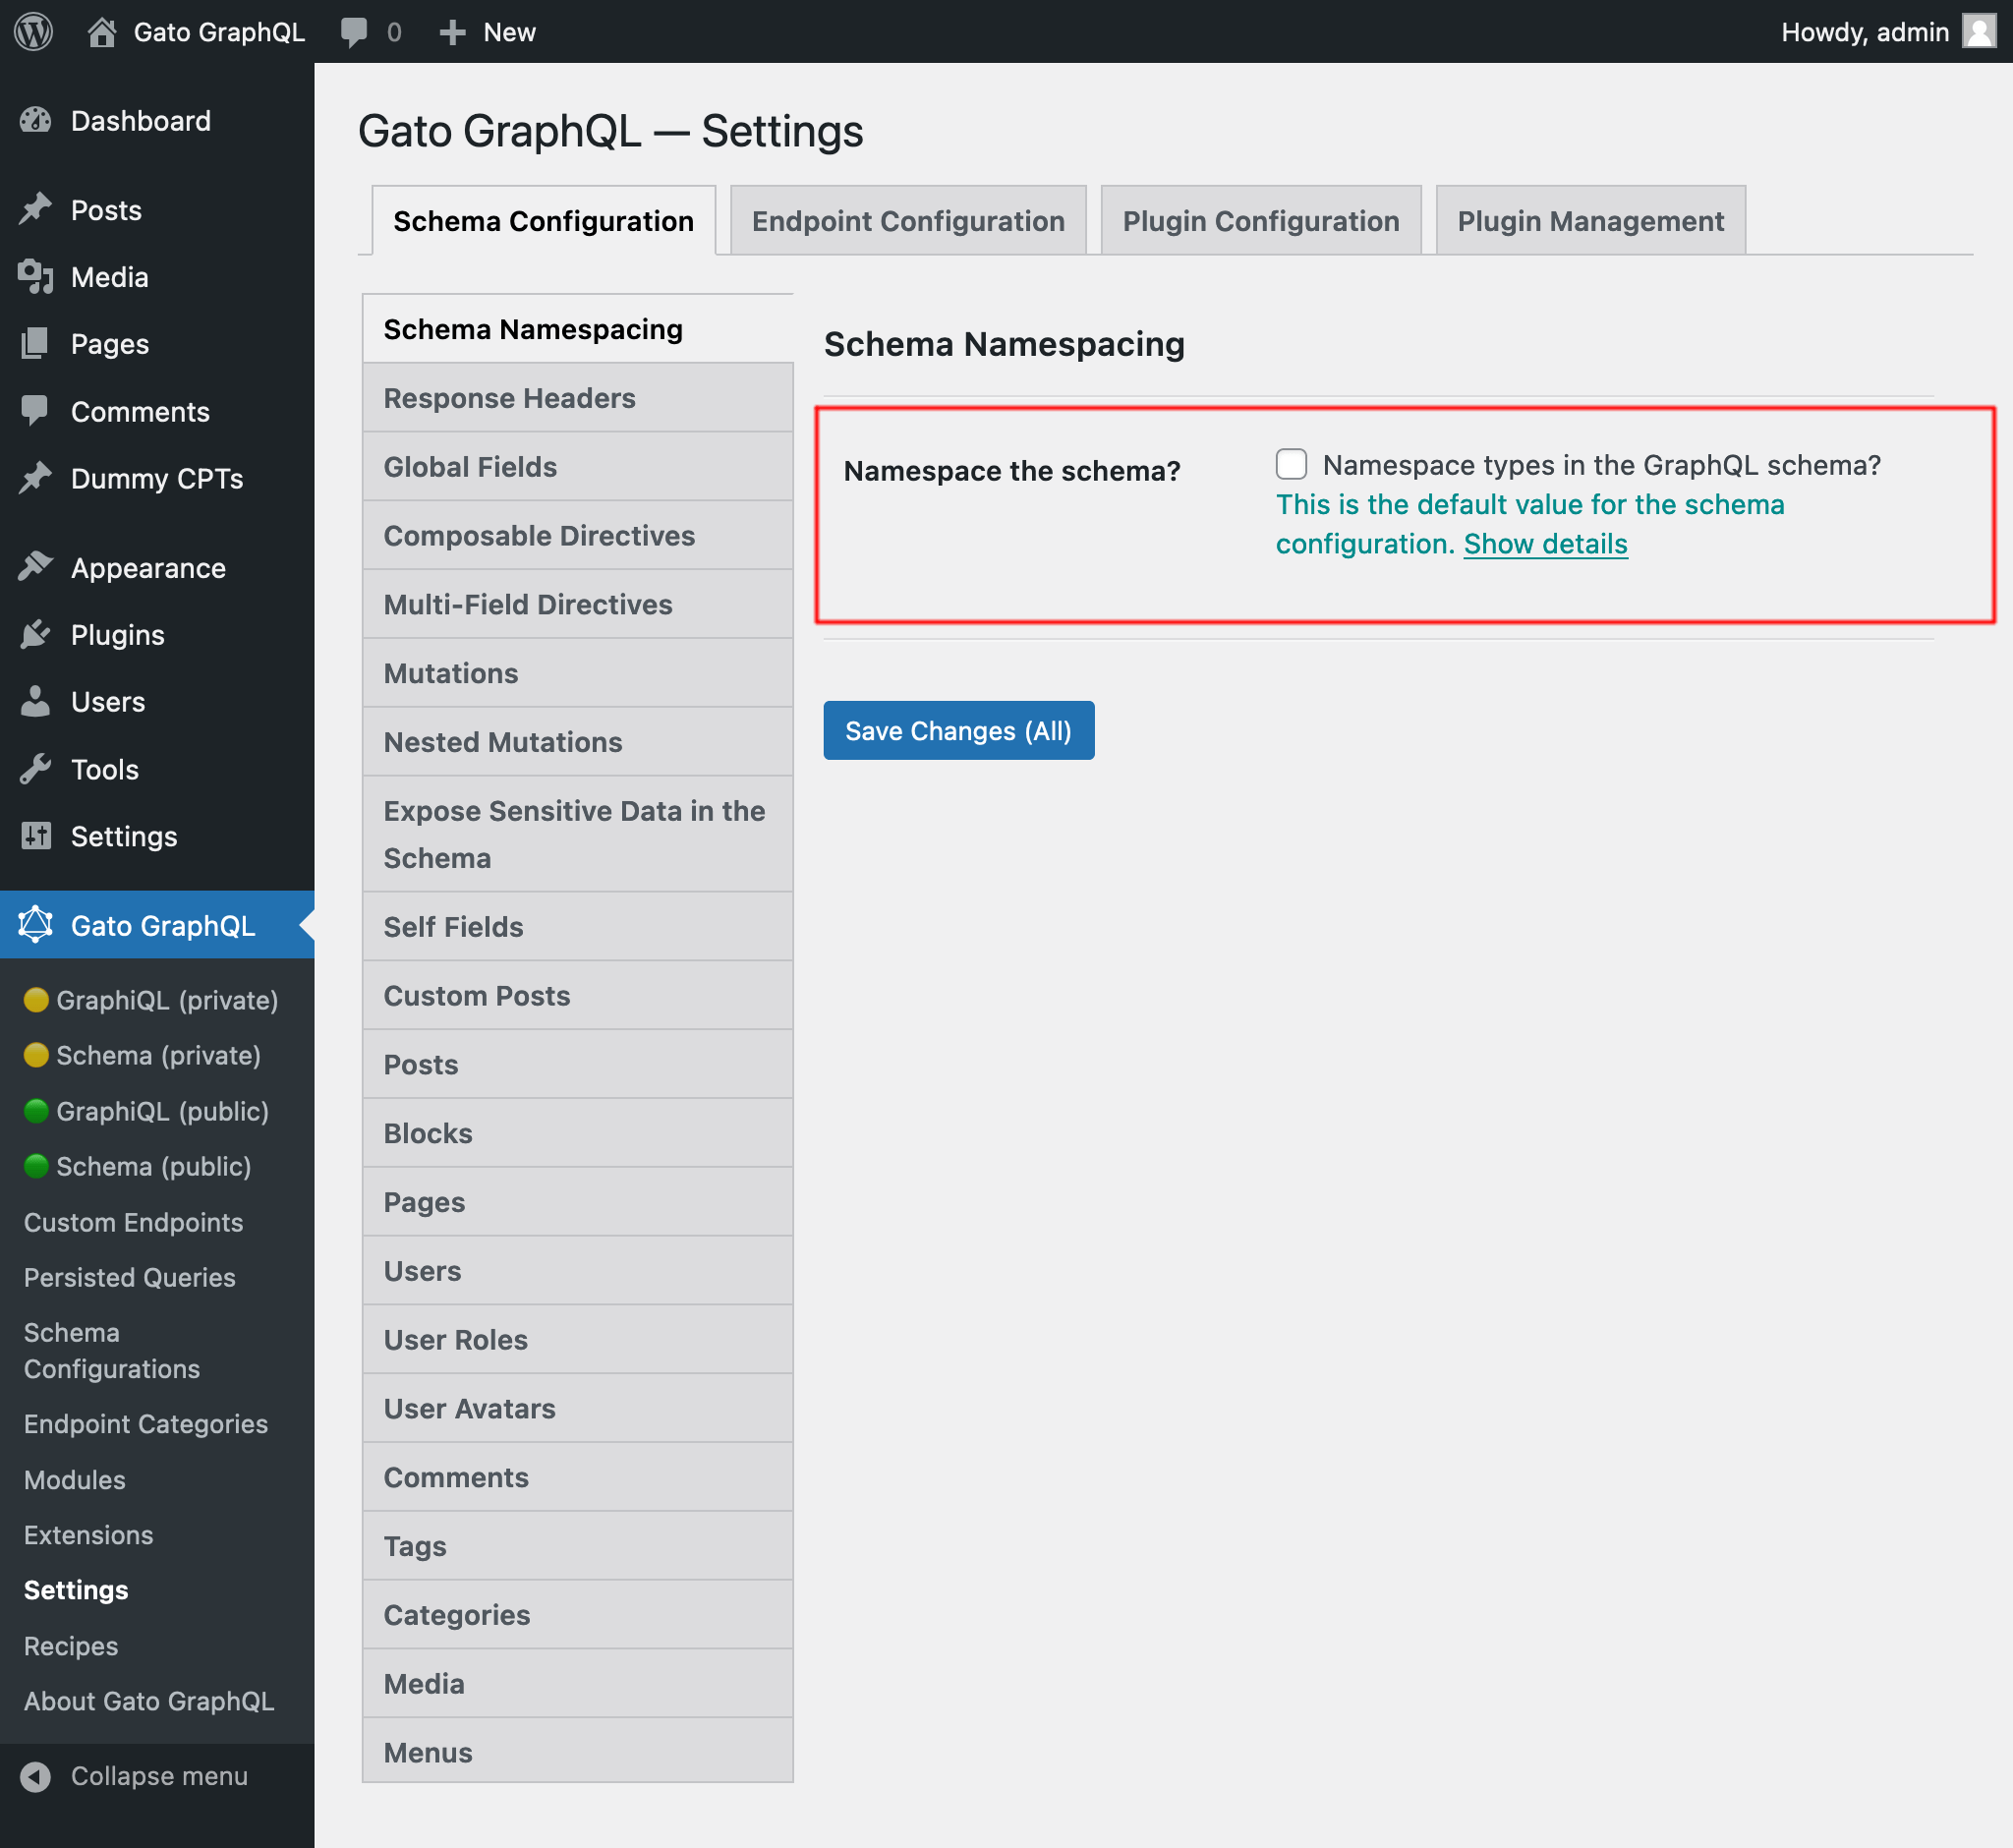 Gato GraphQL 0 New Howdy, admin
Dashboard
Posts
Media
Pages
Comments
Dummy CPTs
Appearance
Plugins
Users
Tools
Settings
Gato GraphQL
GraphiQL (private)
Schema (private)
GraphiQL (public)
Schema (public)
Custom Endpoints
Persisted Queries
Schema
Configurations
Endpoint Categories
Modules
Extensions
Settings
Recipes
About Gato GraphQL
Collapse menu
Gato GraphQL — Settings
Schema Configuration Endpoint Configuration Plugin Configuration Plugin Management
Schema Namespacing
Response Headers
Global Fields
Composable Directives
Multi-Field Directives
Mutations
Nested Mutations
Expose Sensitive Data in the
Schema
Self Fields
Custom Posts
Posts
Blocks
Pages
Users
User Roles
User Avatars
Comments
Tags
Categories
Media
Menus
Schema Namespacing
Namespace the schema?
Namespace types in the GraphQL schema?
This is the default value for the schema
configuration. Show details
Save Changes (All)